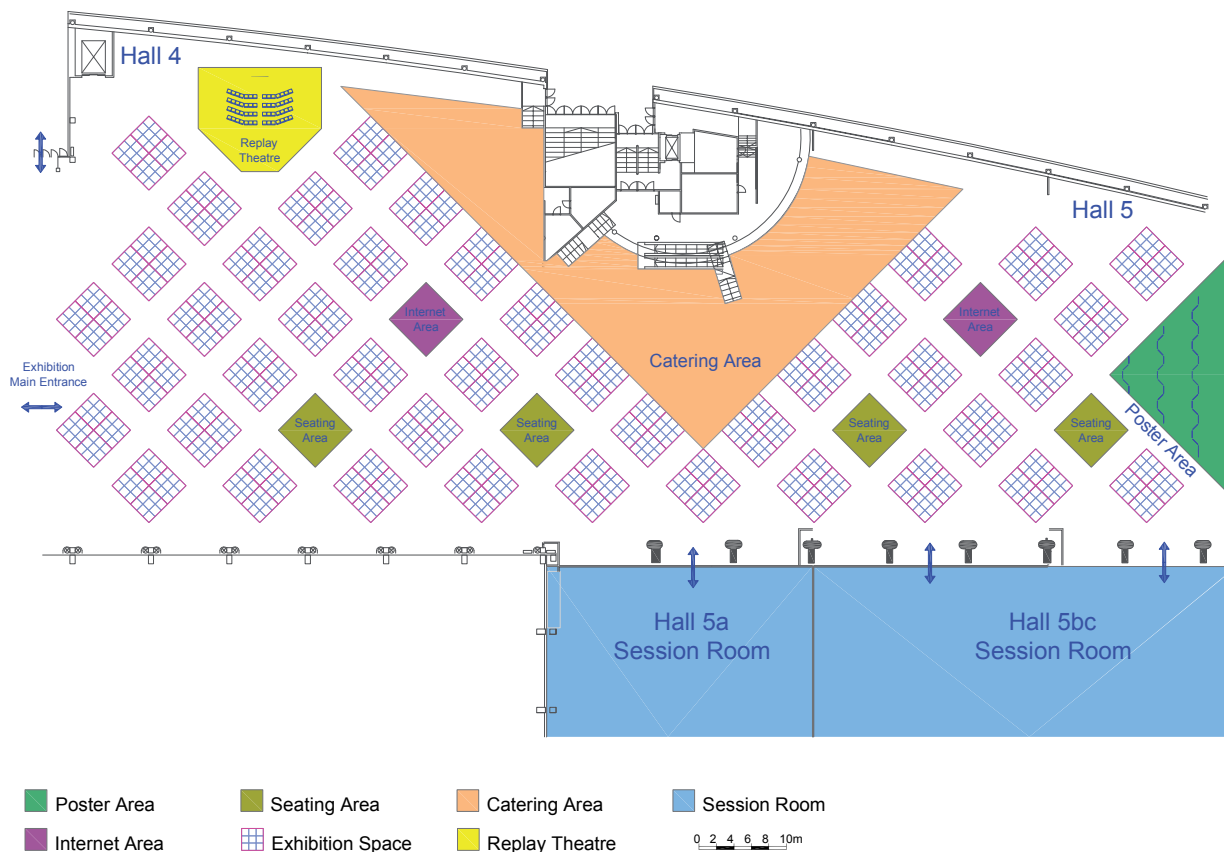 Hall 4
Replay
Theatre
Hall 5
Internet
Area
Internet
Area
Exhibition
Main Entrance
Catering Area
Seating
Area
Seating
Area
Seating
Area
Seating
Area
Poster Area
Hall 5a
Session Room
Hall 5bc
Session Room
Poster Area
Seating Area
Catering Area
Session Room
Internet Area
Exhibition Space
Replay Theatre
0 2 4 6 8 10m